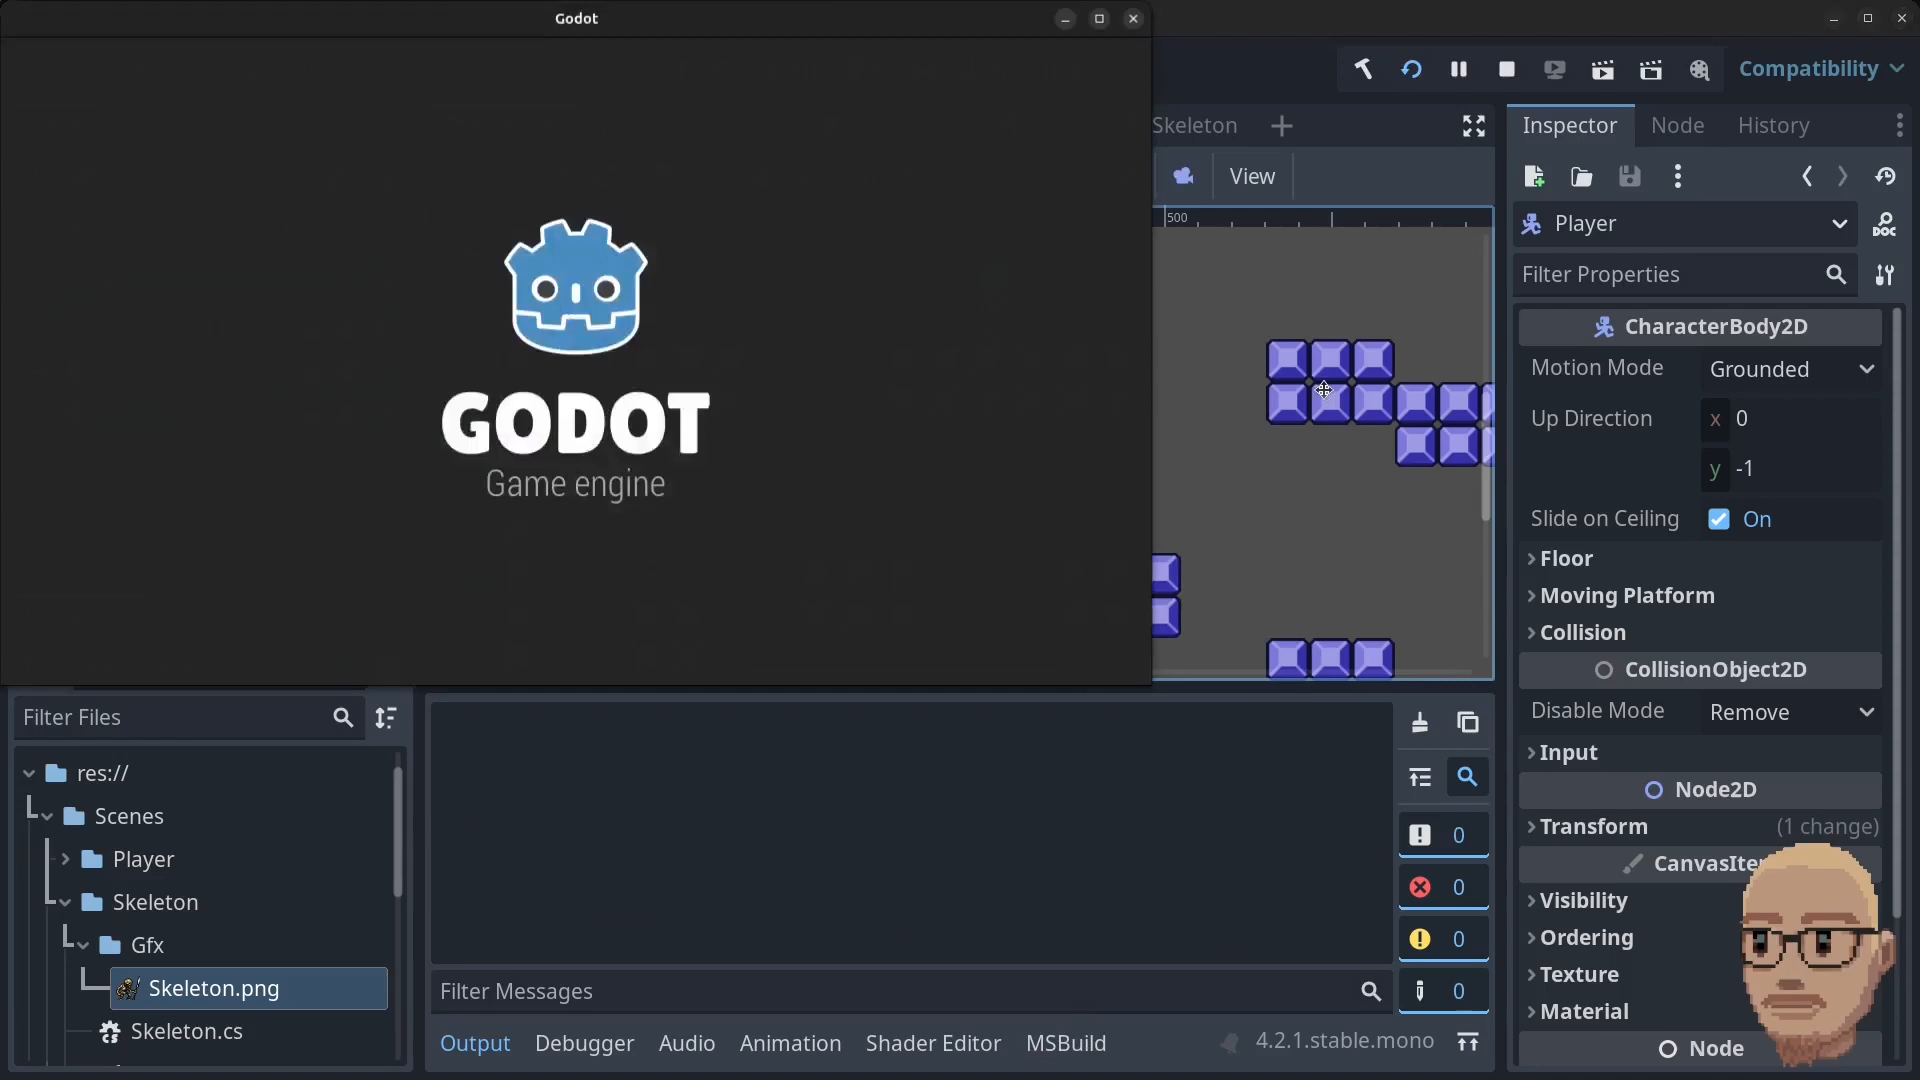 Godot
GODOT
Game engine
Compatibility
Skeleton
Inspector
Node
History
View
500
Player
DOC
Filter Properties
CharacterBody2D
Motion Mode
Grounded
Up Direction
x 0
y -1
Slide on Ceiling
On
Floor
Moving Platform
Collision
CollisionObject2D
Disable Mode
Remove
Input
Node2D
Transform
(1 change)
CanvasIte
Visibility
Ordering
Texture
Material
Node
Filter Files
res://
Scenes
Player
Skeleton
Gfx
Skeleton.png
Skeleton.cs
0
0
0
0
Filter Messages
Output
Debugger
Audio
Animation
Shader Editor
MSBuild
4.2.1.stable.mono